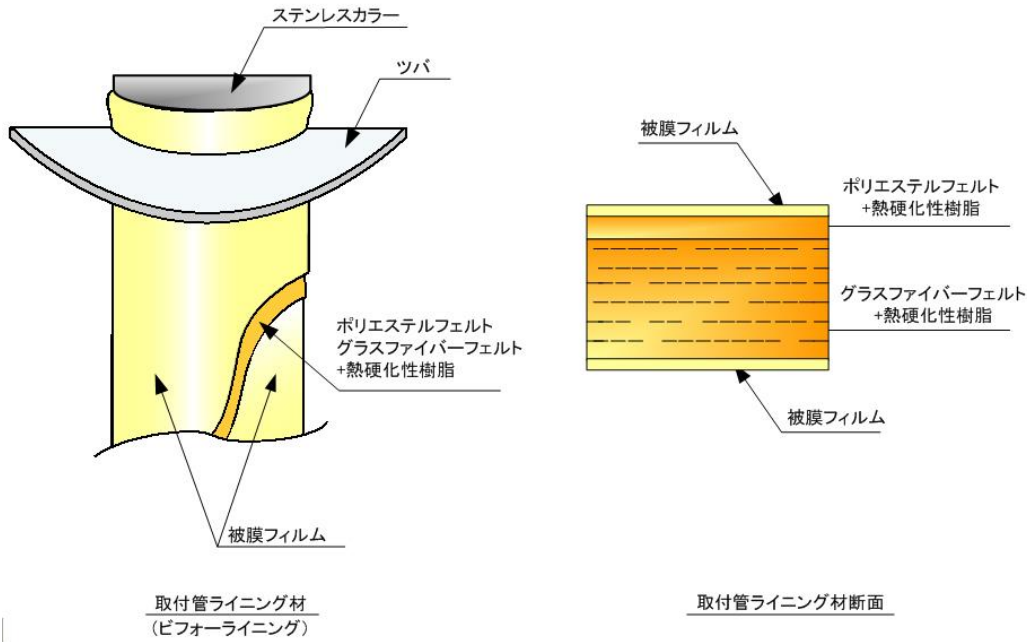 ステンレスカラー
ツバ
ポリエステルフェルト
グラスファイバーフェルト
+熱硬化性樹脂
被膜フィルム
取付管ライニング材
(ビフォーライニング)
被膜フィルム
ポリエステルフェルト
+熱硬化性樹脂
グラスファイバーフェルト
+熱硬化性樹脂
被膜フィルム
取付管ライニング材断面